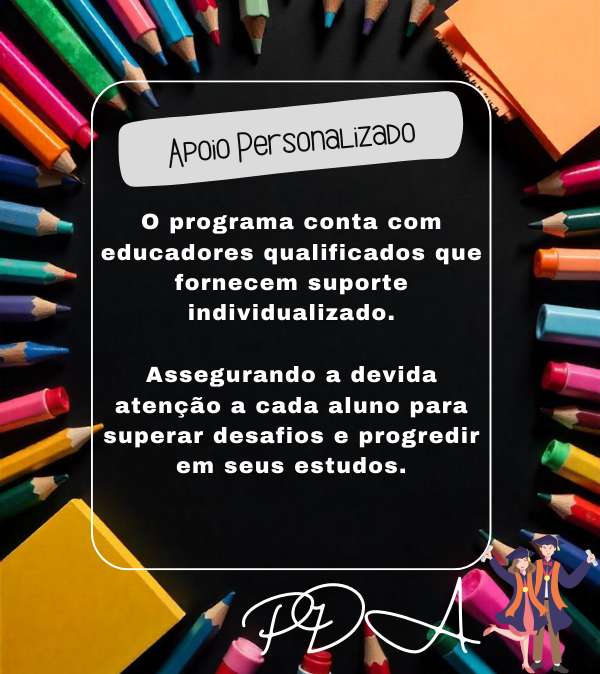 Apoio Personalizado
O programa conta com
educadores qualificados que
fornecem suporte
individualizado.
Assegurando a devida
atenção a cada aluno para
superar desafios e progredir
em seus estudos.
PDA